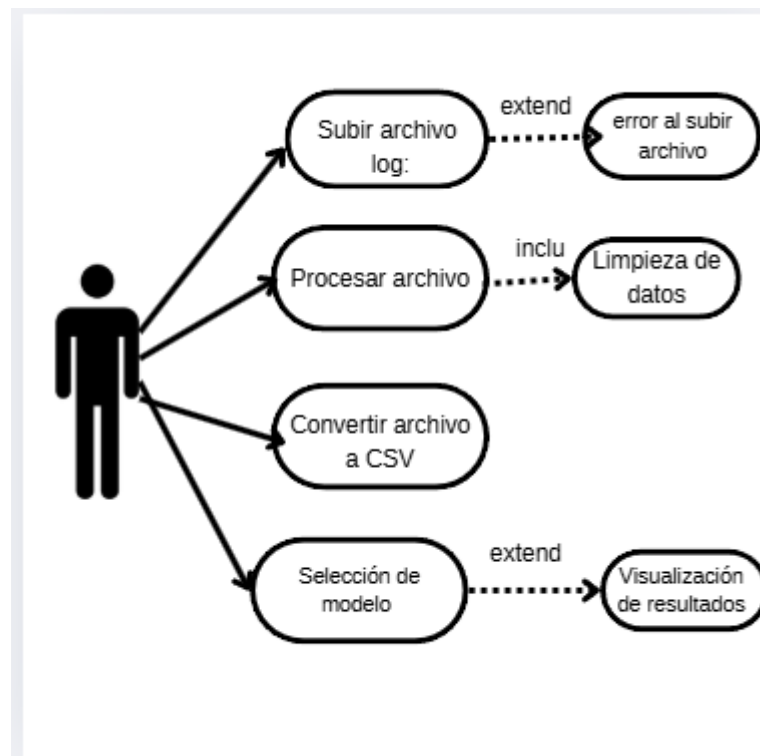 Subir archivo
log:
extend
error al subir
archivo
Procesar archivo
inclu
Limpieza de
datos
Convertir archivo
a CSV
Selección de
modelo
extend
Visualización
de resultados